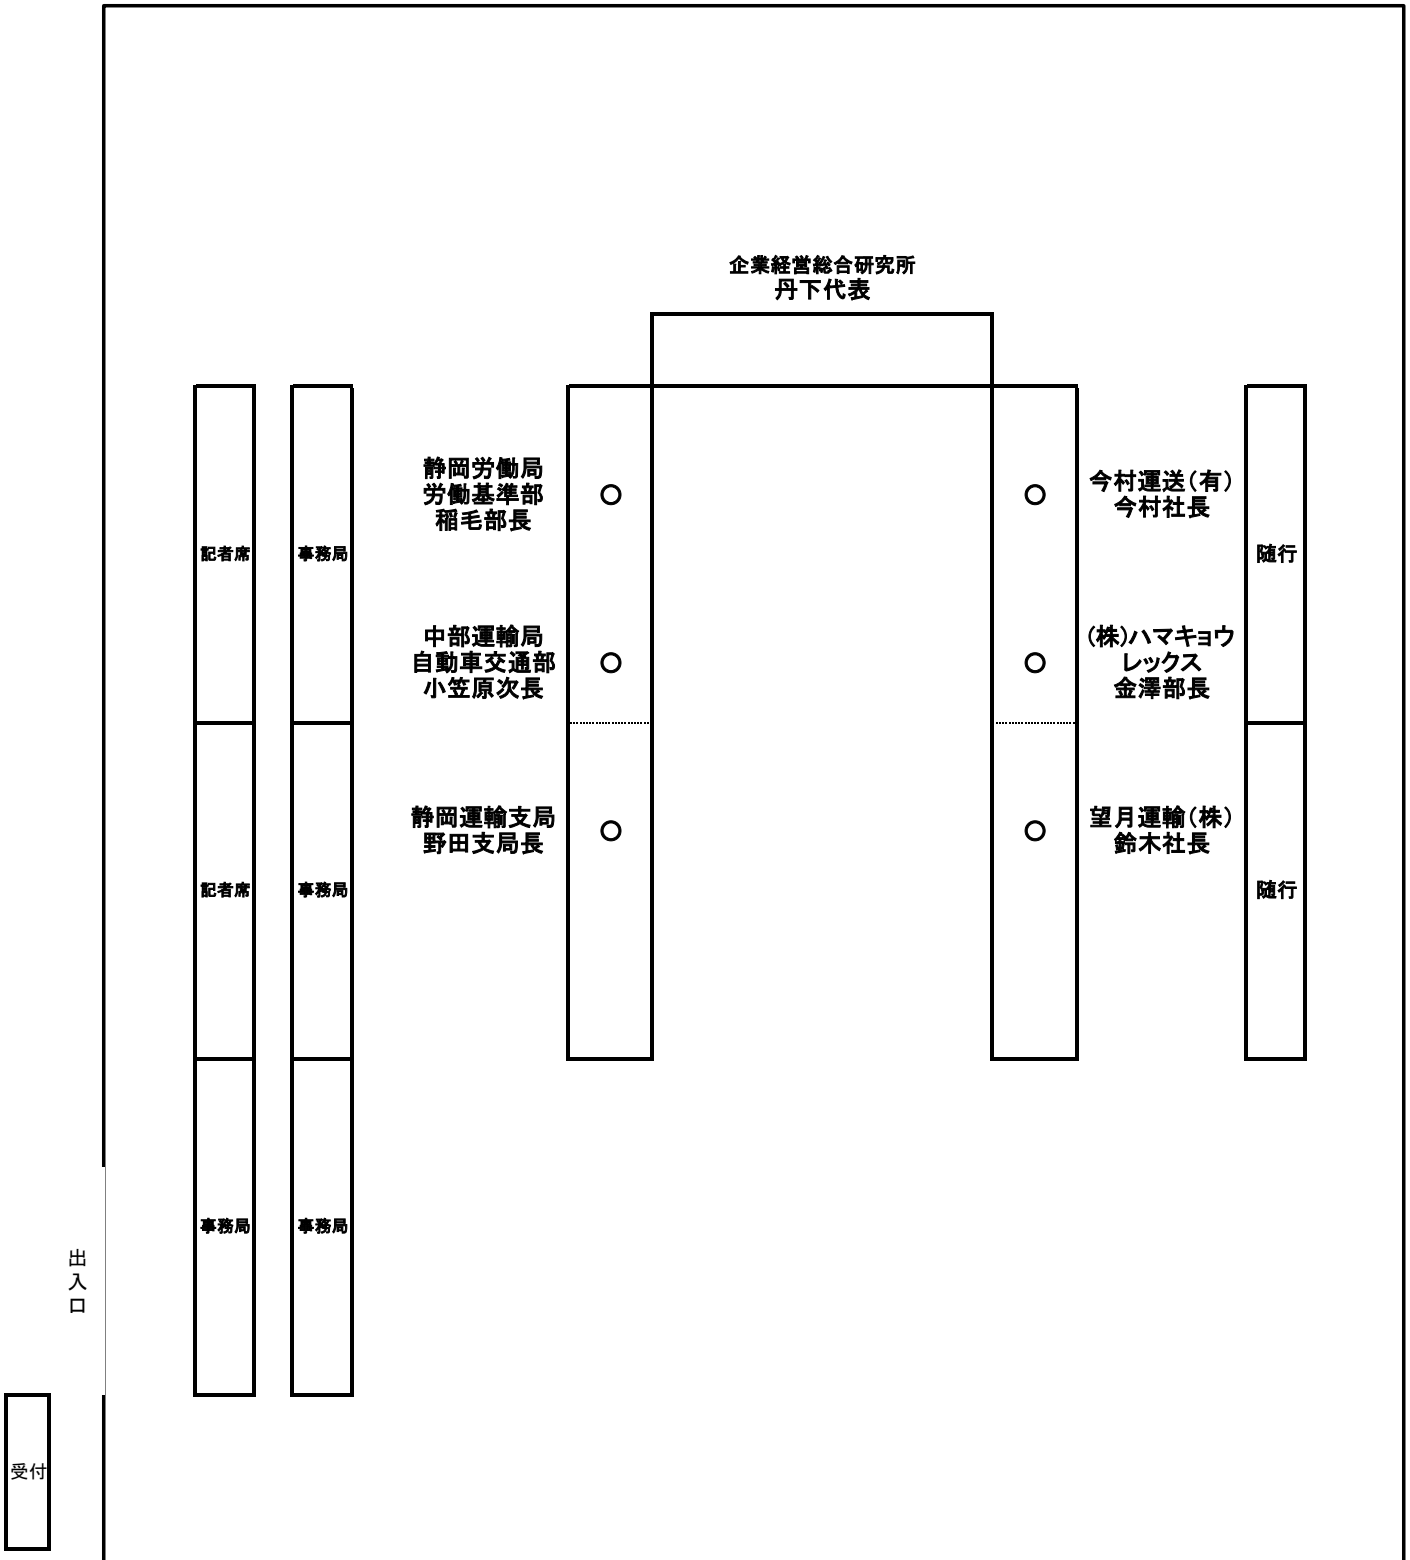 企業経営総合研究所
丹下代表
静岡労働局
労働基準部
稲毛部長
今村運送(有)
今村社長
記者席
事務局
随行
中部運輸局
自動車交通部
小笠原次長
(株)ハマキョウ
レックス
金澤部長
静岡運輸支局
野田支局長
望月運輸(株)
鈴木社長
記者席
事務局
随行
事務局
事務局
出入口
受付